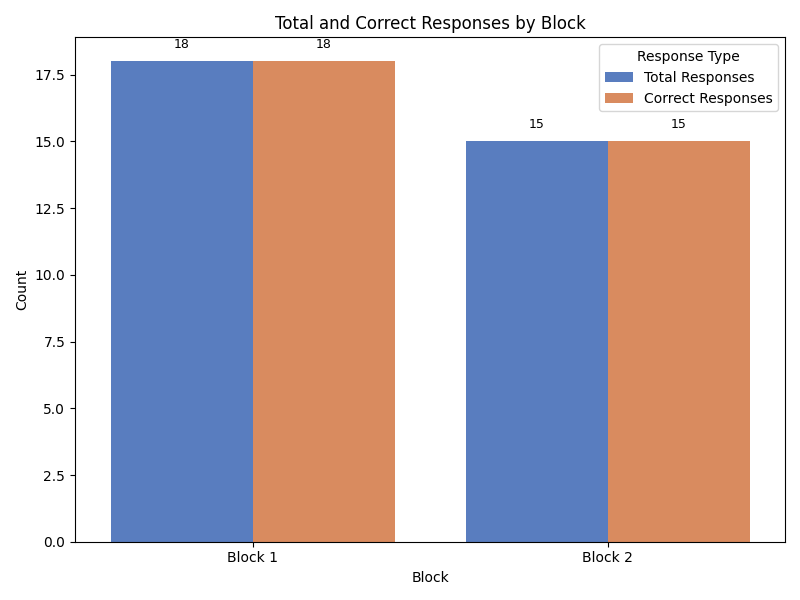 Total and Correct Responses by Block
18
18
15
15
Response Type
Total Responses
Correct Responses
17.5
15.0
12.5
10.0
7.5
5.0
2.5
0.0
Count
Block 1
Block 2
Block